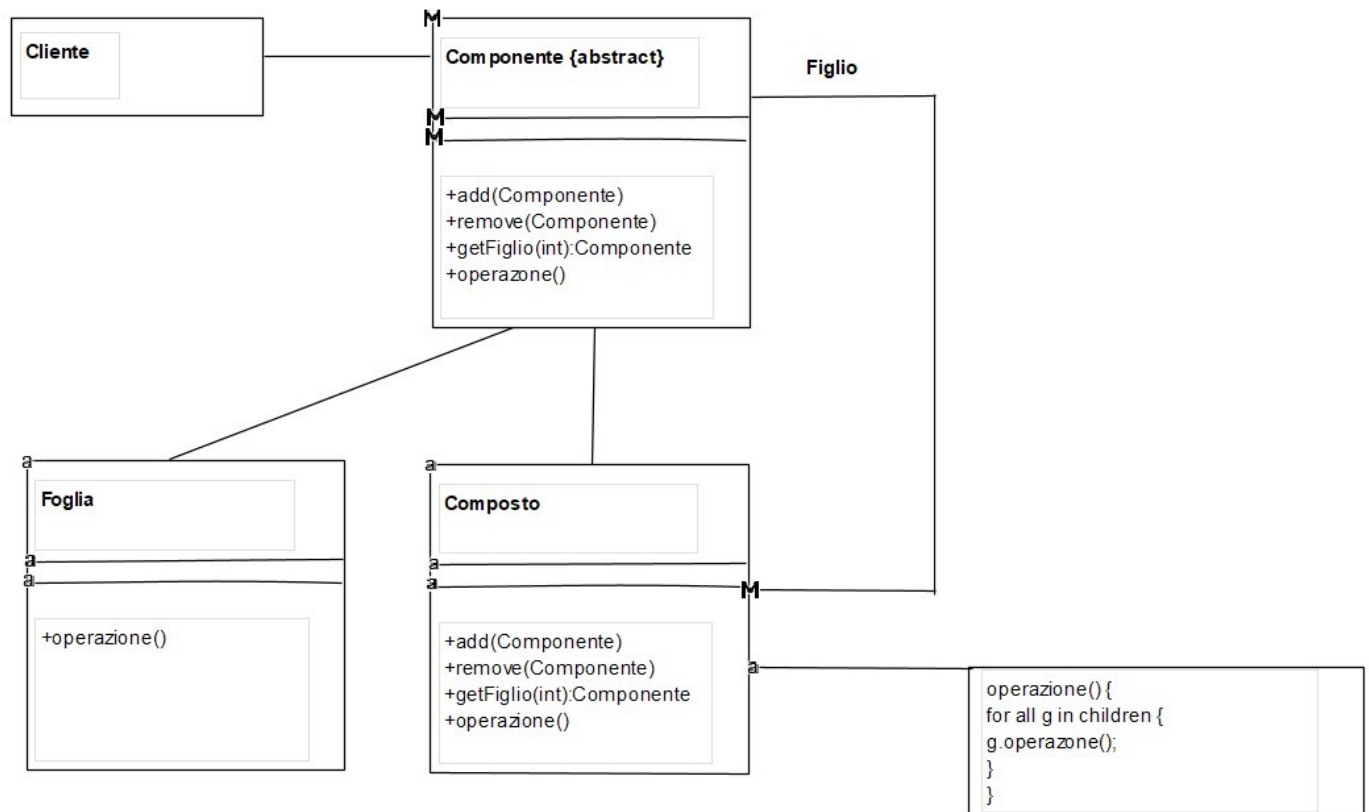 Cliente
Componente {abstract}
Figlio
+add(Componente)
+remove(Componente)
+getFiglio(int):Componente
+operazone()
Foglia
+operazione()
Composto
+add(Componente)
+remove(Componente)
+getFiglio(int):Componente
+operazione()
operazione() {
for all g in children {
g.operazone();
}
}